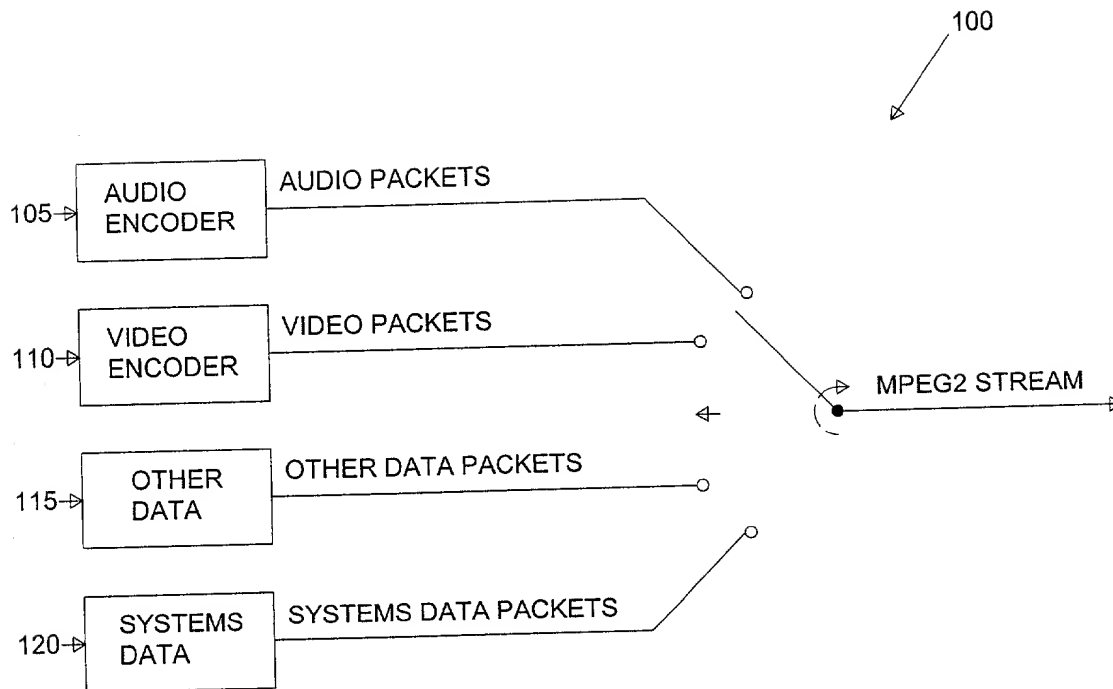 100
AUDIO
ENCODER
AUDIO PACKETS
105
VIDEO
ENCODER
VIDEO PACKETS
110
MPEG2 STREAM
OTHER
DATA
OTHER DATA PACKETS
115
SYSTEMS
DATA
SYSTEMS DATA PACKETS
120